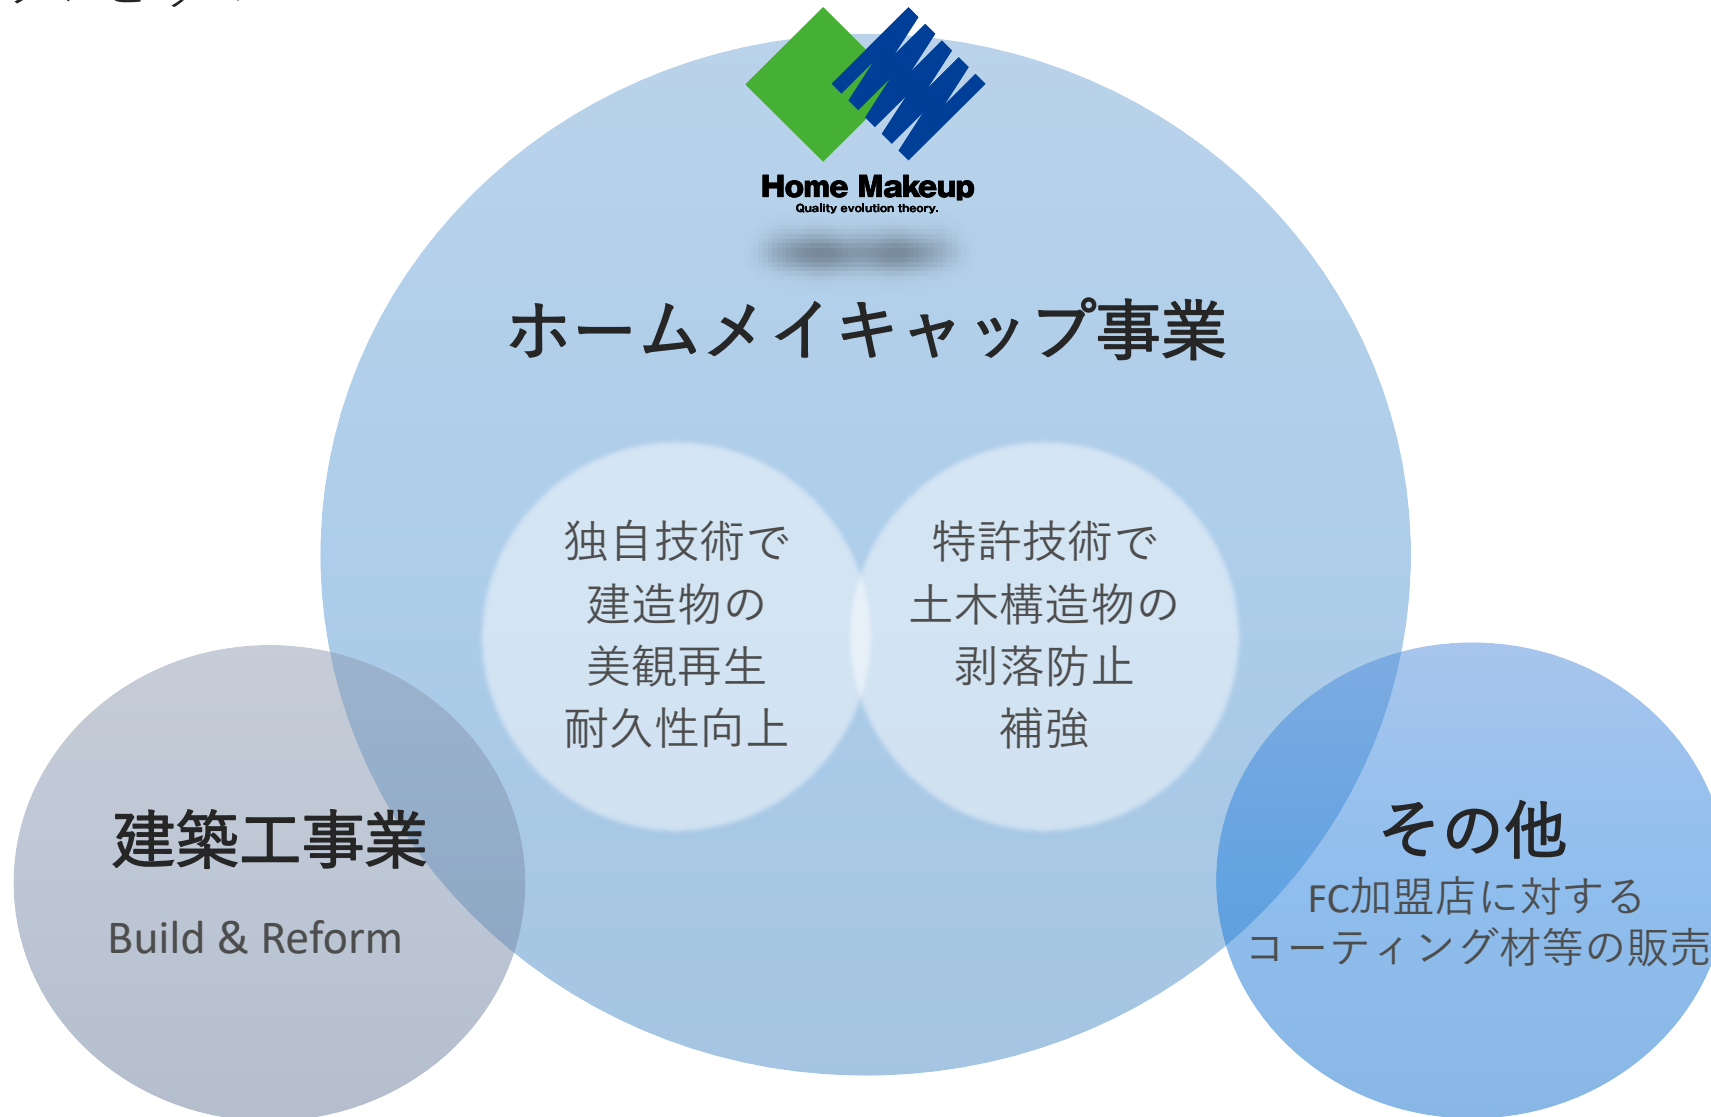 Home Makeup
Quality evolution theory.
ホームメイキャップ事業
独自技術で
建造物の
美観再生
耐久性向上
特許技術で
土木構造物の
剥落防止
補強
建築工事業
Build & Reform
その他
FC加盟店に対する
コーティング材等の販売